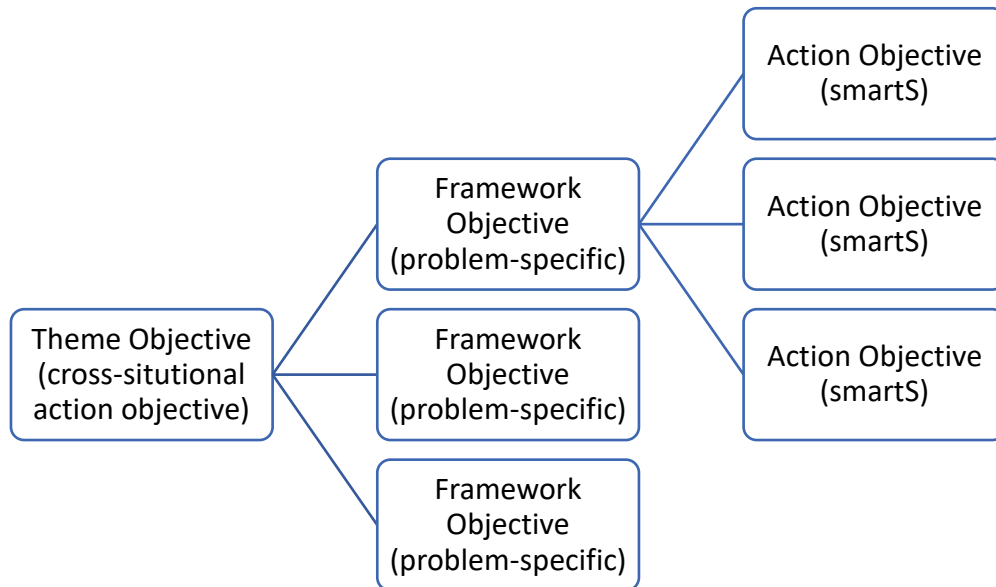 Theme Objective
(cross-situtional
action objective)
Framework
Objective
(problem-specific)
Framework
Objective
(problem-specific)
Framework
Objective
(problem-specific)
Action Objective
(smartS)
Action Objective
(smartS)
Action Objective
(smartS)